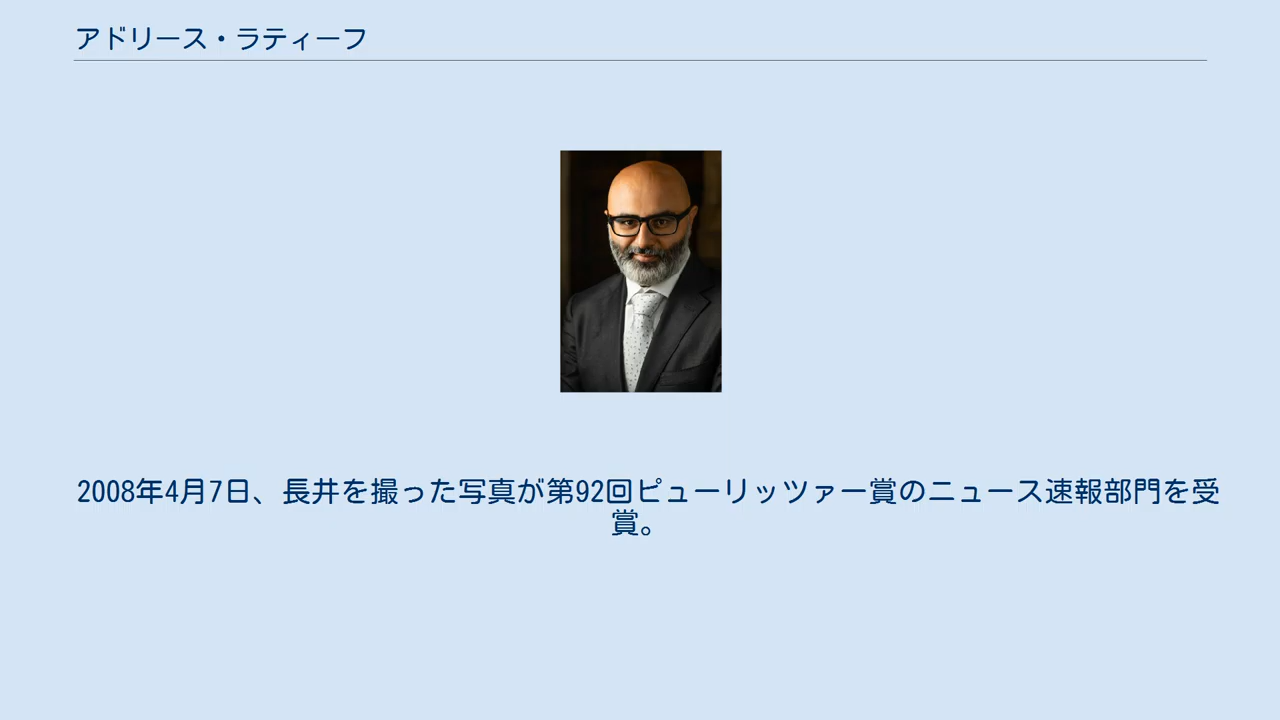 アドリース・ラティーフ
2008年4月7日、長井を撮った写真が第92回ピューリッツァー賞のニュース速報部門を受
賞。